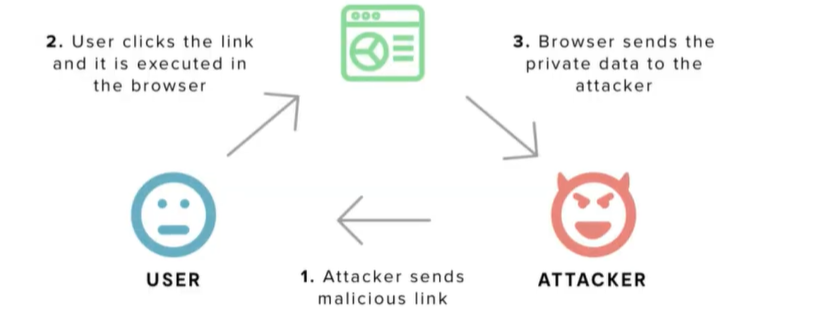 2. User clicks the link
and it is executed in
the browser
3. Browser sends the
private data to the
attacker
USER
1. Attacker sends
malicious link
ATTACKER